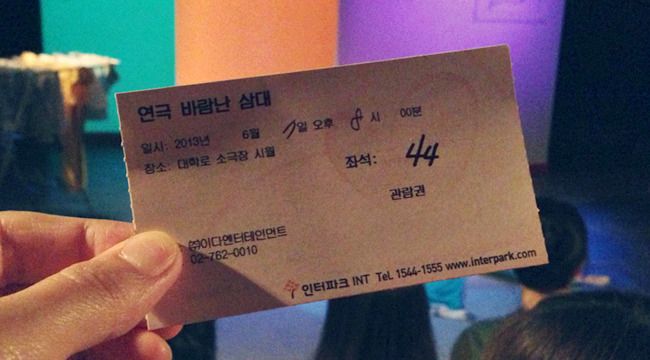 연극 바람난 삼대
일시: 2013년 6월 7일 오후 8시 00분
장소: 대학로 소극장 시월
좌석: 44
관람권
㈜이다엔터테인먼트
02-762-0010
인터파크 INT Tel. 1544-1555 www.interpark.com